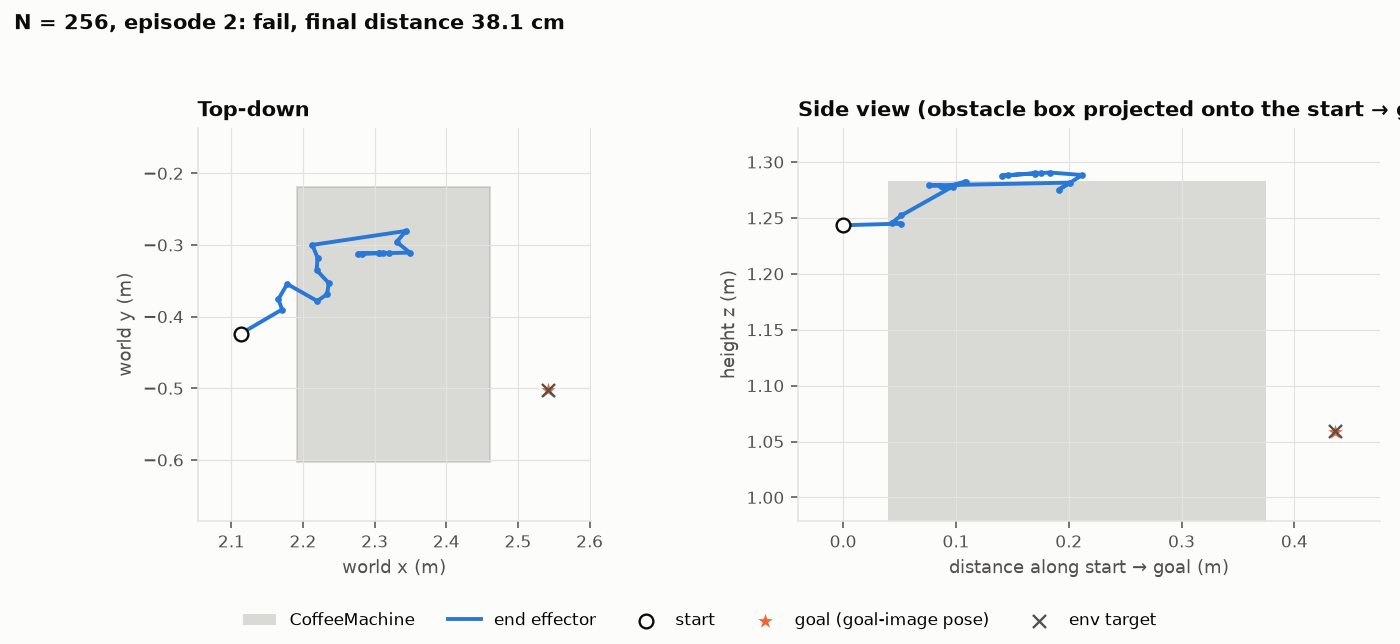 N = 256, episode 2: fail, final distance 38.1 cm
Top-down
Side view (obstacle box projected onto the start →
−0.2
−0.3
−0.4
−0.5
−0.6
world y (m)
2.1 2.2 2.3 2.4 2.5 2.6
world x (m)
1.30
1.25
1.20
1.15
1.10
1.05
1.00
height z (m)
0.0 0.1 0.2 0.3 0.4
distance along start → goal (m)
CoffeeMachine end effector start goal (goal-image pose) env target